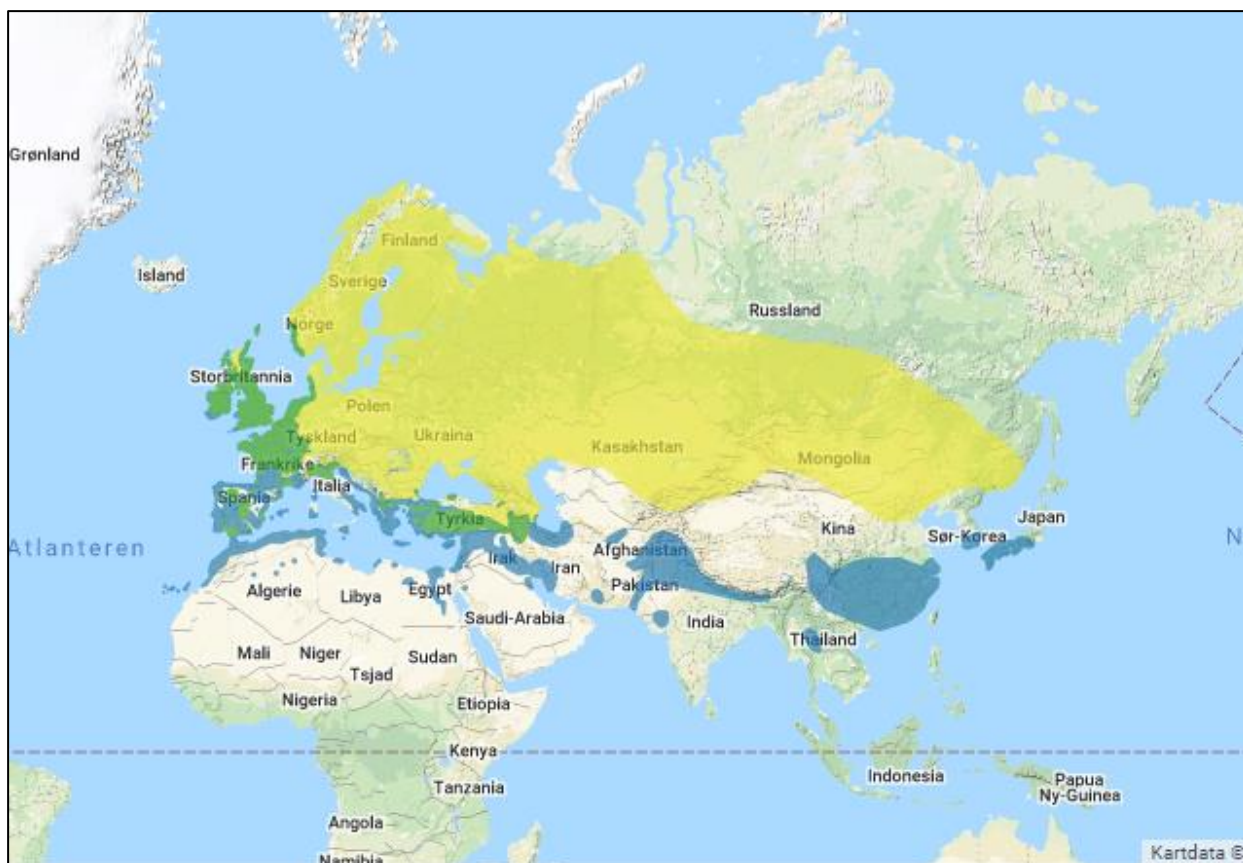 Grønland
Finland
Island
Sverige
Russland
Norge
Storbritannia
Polen
Tyskland
Ukraina
Kasakhstan
Mongolia
Frankrike
Italia
Spania
Tyrkia
Kina
Japan
Sør-Korea
Atlanteren
N
Irak
Afghanistan
Iran
Algerie
Libya
Egypt
Pakistan
Saudi-Arabia
India
Thailand
Mali
Niger
Sudan
Tsjad
Nigeria
Etiopia
Kenya
Indonesia
Papua
Ny-Guinea
Tanzania
Angola
Namibia
Kartdata ©